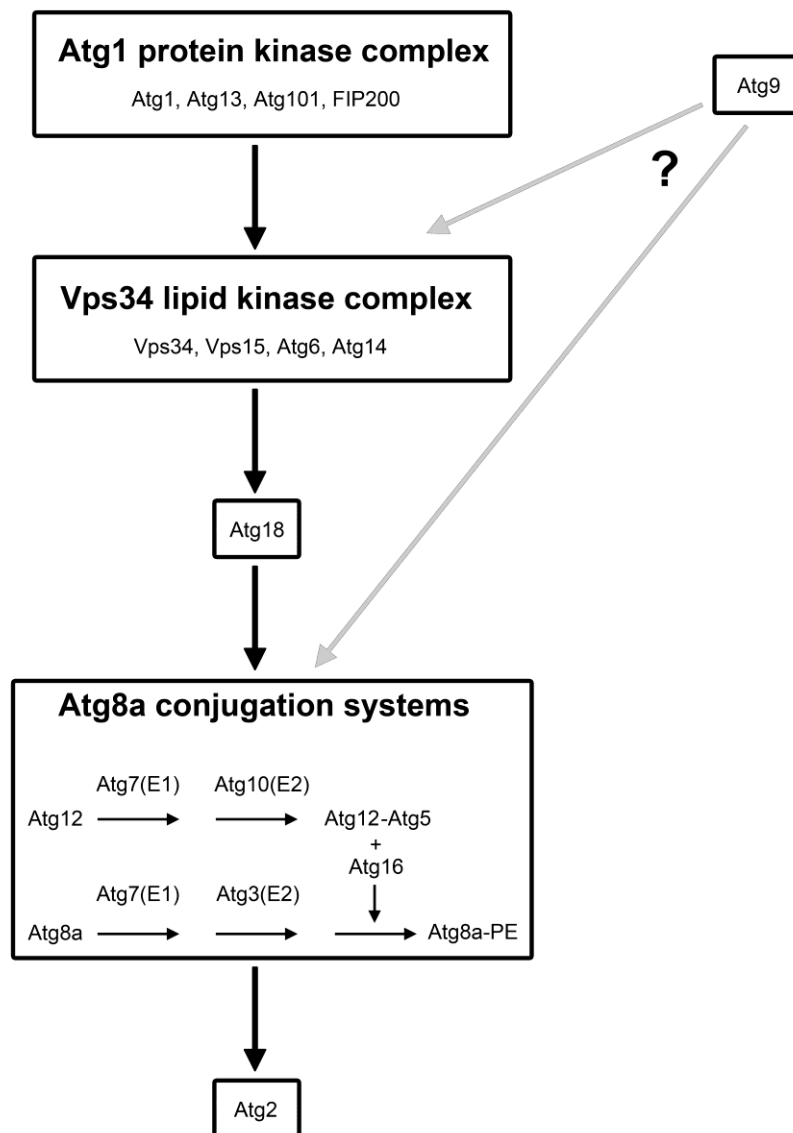 Atg1 protein kinase complex
Atg1, Atg13, Atg101, FIP200
Atg9
?
Vps34 lipid kinase complex
Vps34, Vps15, Atg6, Atg14
Atg18
Atg8a conjugation systems
Atg7(E1) Atg10(E2)
Atg12 Atg12-Atg5
+
Atg16
Atg7(E1) Atg3(E2)
Atg8a Atg8a-PE
Atg2